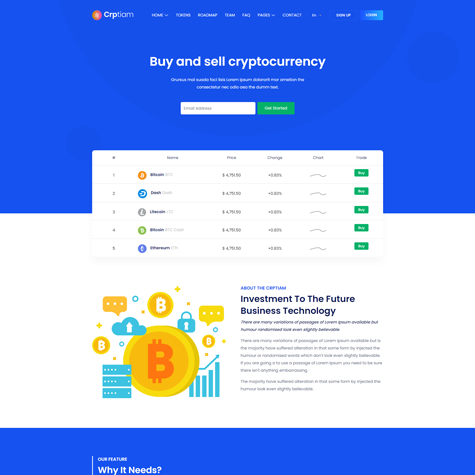 Crptiam
HOME TOKENS ROADMAP TEAM FAQ PAGES CONTACT En SIGN UP LOGIN
Buy and sell cryptocurrency
Grursus mal suada faci lisis Lorem ipsum dolarorit mor ametion the
consectetur nec odio aea the dumm text.
Email Address Get Started
# Name Price Change Chart Trade
1 Bitcoin BTC $ 4,751.50 +0.83% Buy
2 Dash Dash $ 4,751.50 +0.83% Buy
3 Litecoin LTC $ 4,751.50 +0.83% Buy
4 Bitcoin BTC Crash $ 4,751.50 +0.83% Buy
5 Ethereum ETH $ 4,751.50 +0.83% Buy
ABOUT THE CRPTIAM
Investment To The Future
Business Technology
There are many variations of passages of Lorem Ipsum available but
humour randomised look even slightly believable.
There are many variations of passages of Lorem Ipsum available but is
the majority have suffered alteration in that some form by injected the
humour or randomised words which don't look even slightly believable.
If you are going a to use a passage of Lorem Ipsum you need to be sure
there isn't anything embarrassing.
The majority have suffered alteration in that some form by injected the
humour look even slightly believable.
OUR FEATURE
Why It Needs?